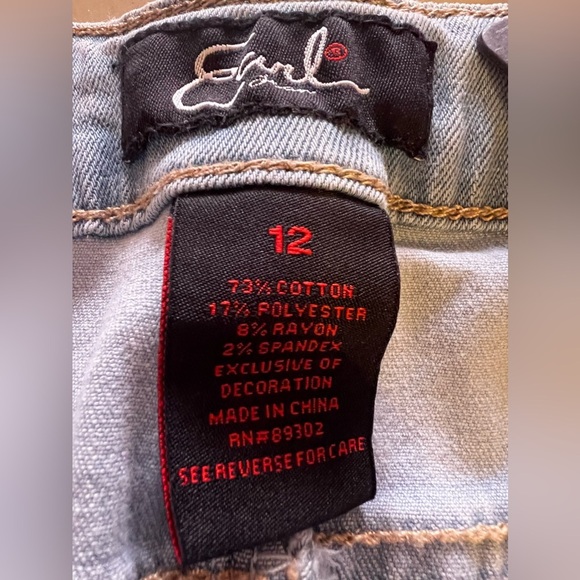 Earl
12
73% COTTON
17% POLYESTER
8% RAYON
2% SPANDEX
EXCLUSIVE OF
DECORATION
MADE IN CHINA
RN#89302
SEE REVERSE FOR CARE